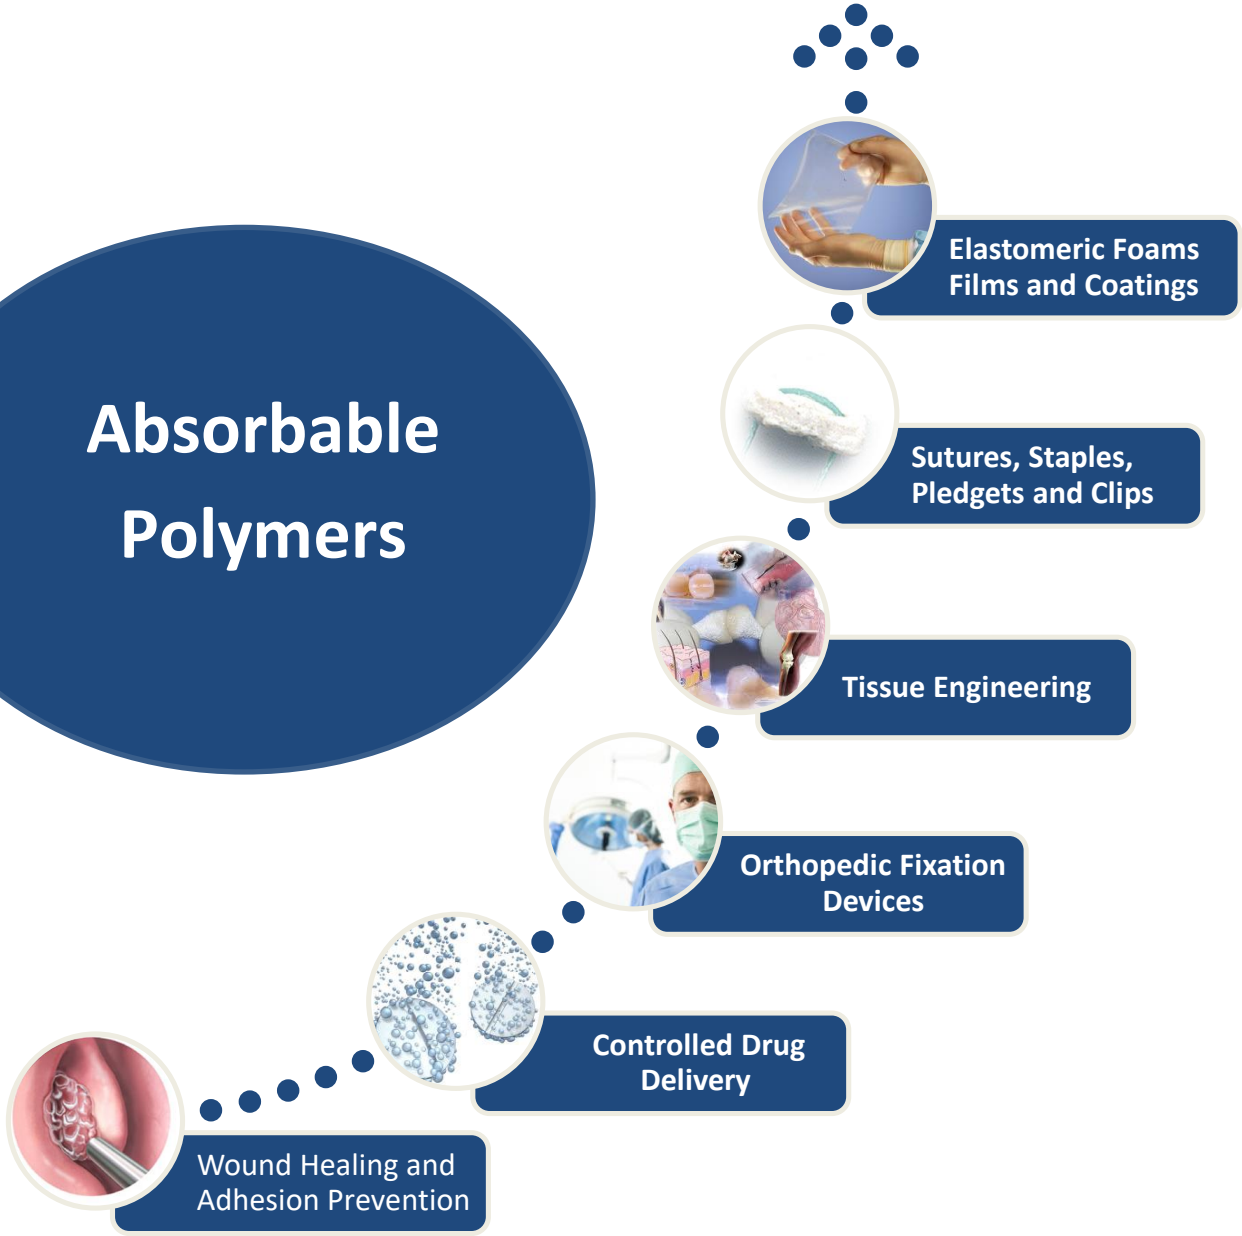 Absorbable
Polymers
Elastomeric Foams
Films and Coatings
Sutures, Staples,
Pledgets and Clips
Tissue Engineering
Orthopedic Fixation
Devices
Controlled Drug
Delivery
Wound Healing and
Adhesion Prevention